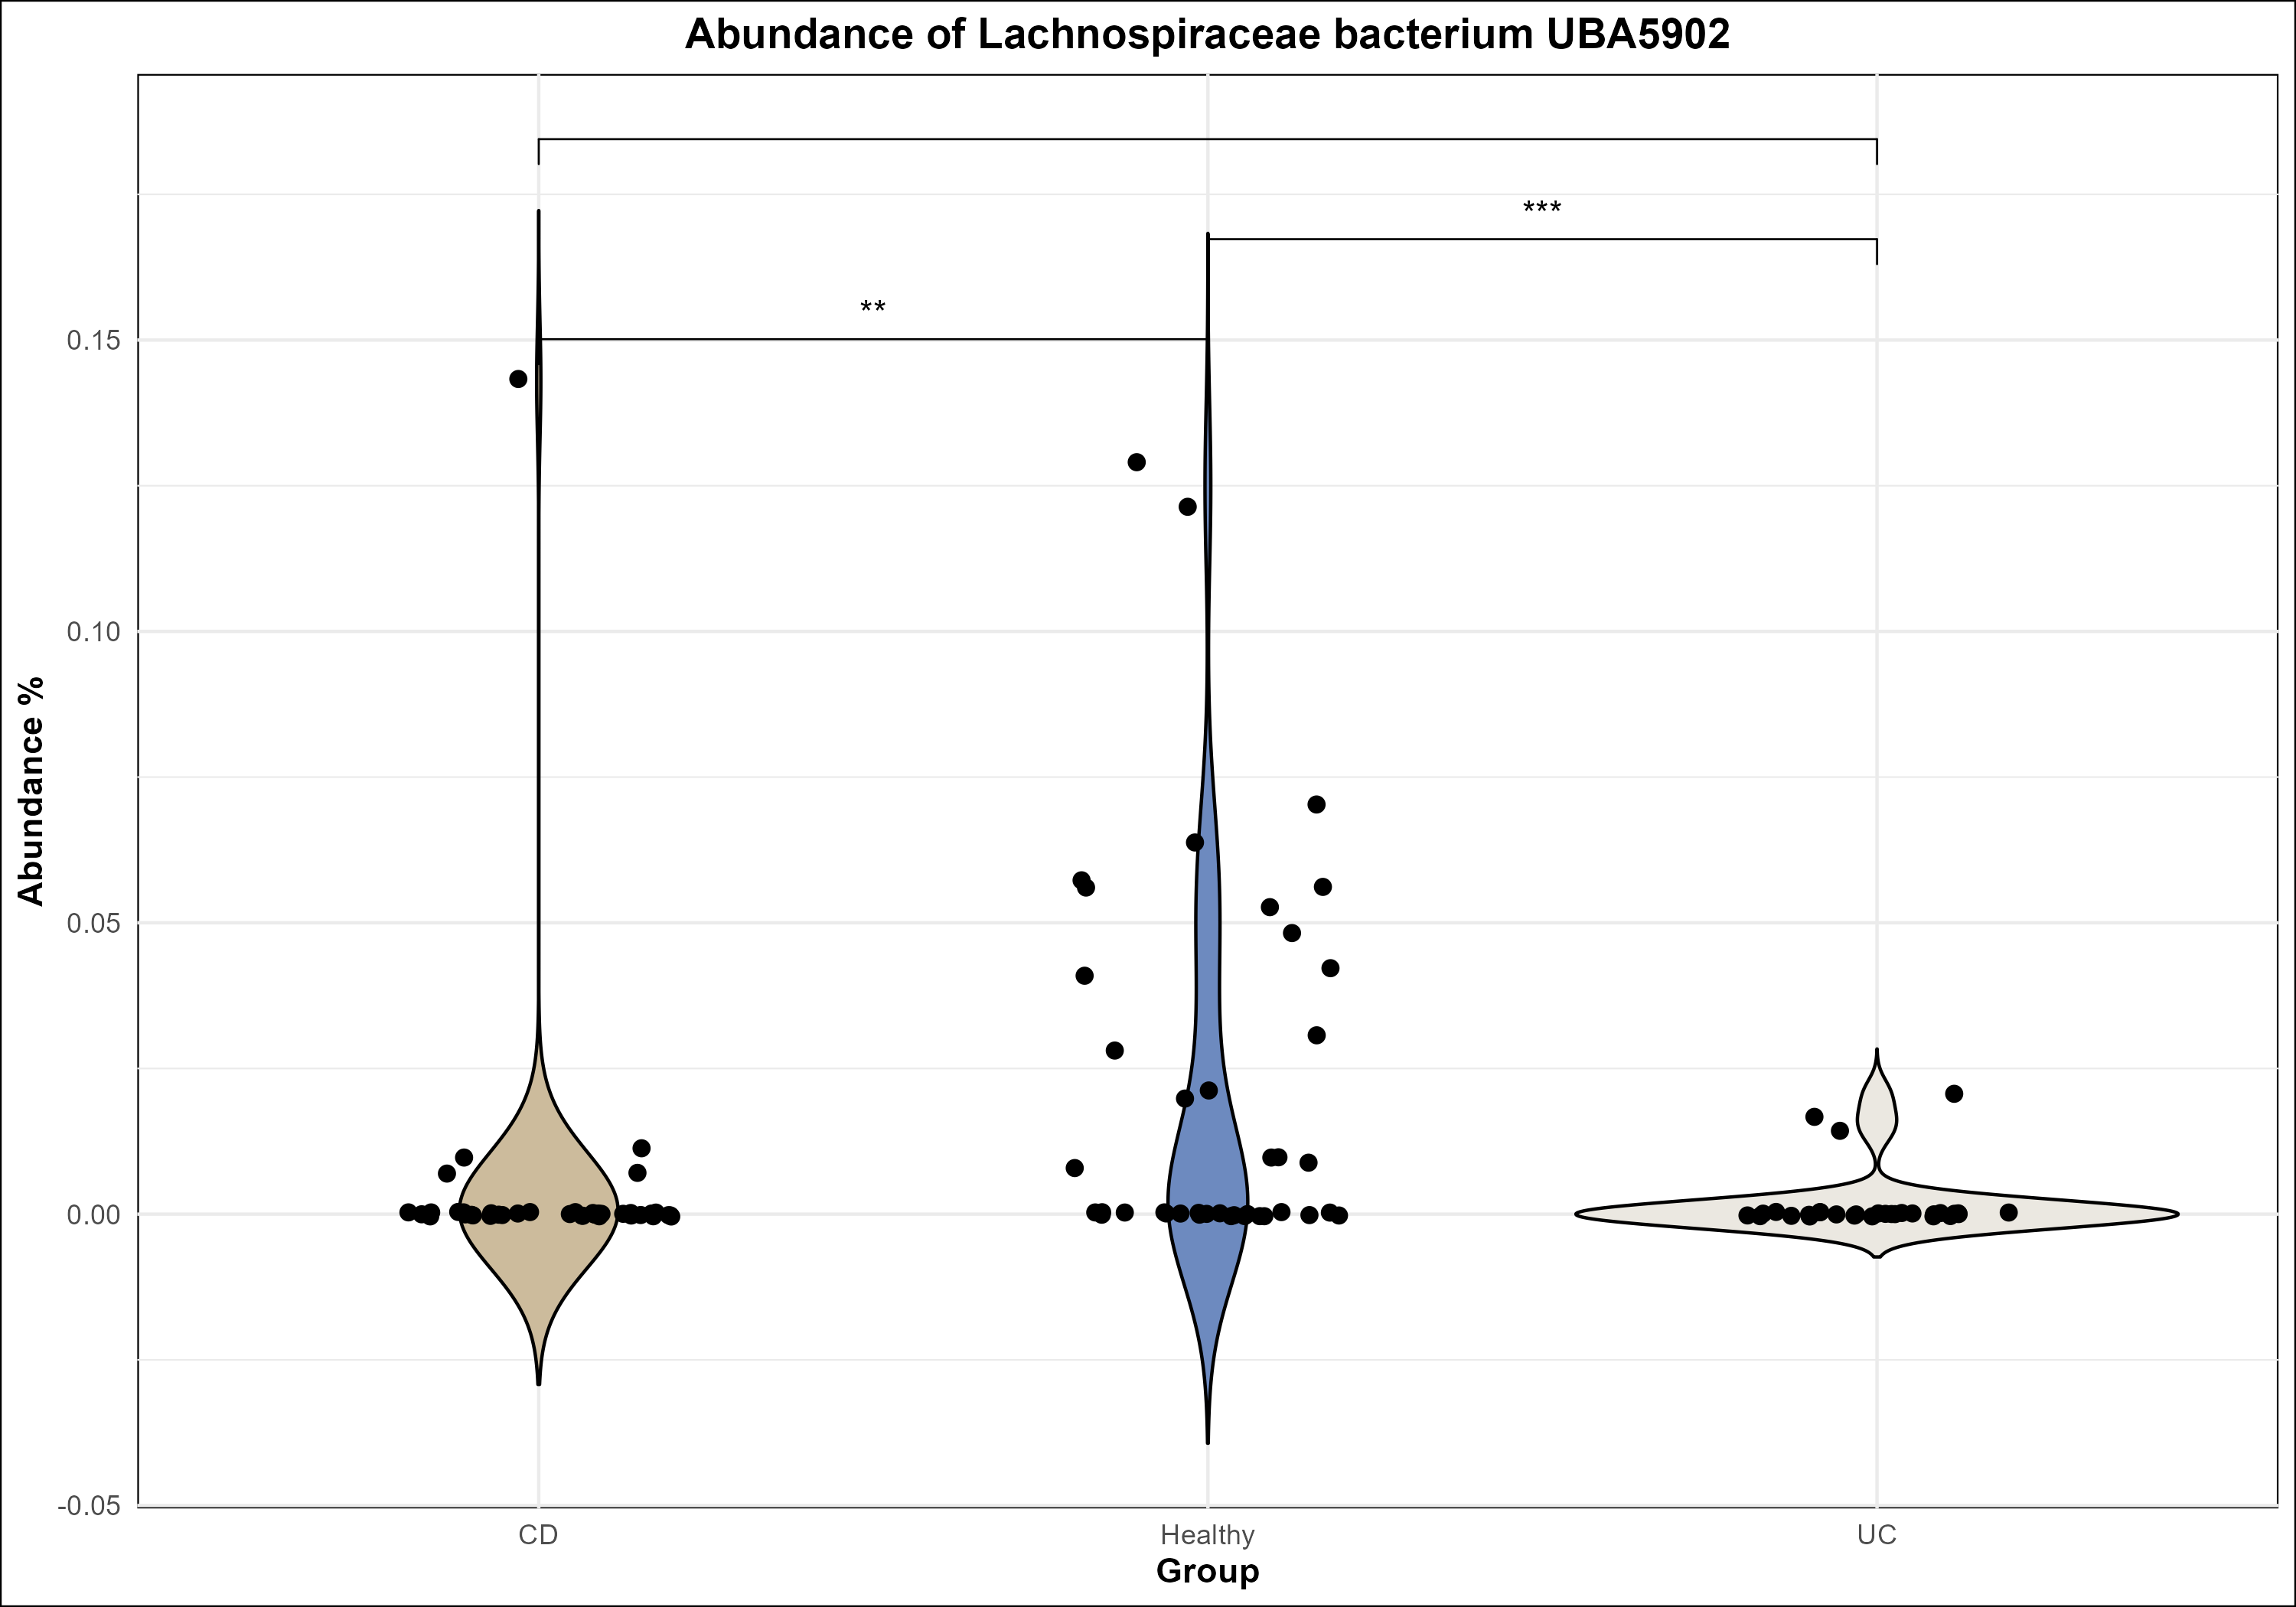 Abundance of Lachnospiraceae bacterium UBA5902
***
**
Abundance %
0.15
0.10
0.05
0.00
-0.05
CD Healthy UC
Group